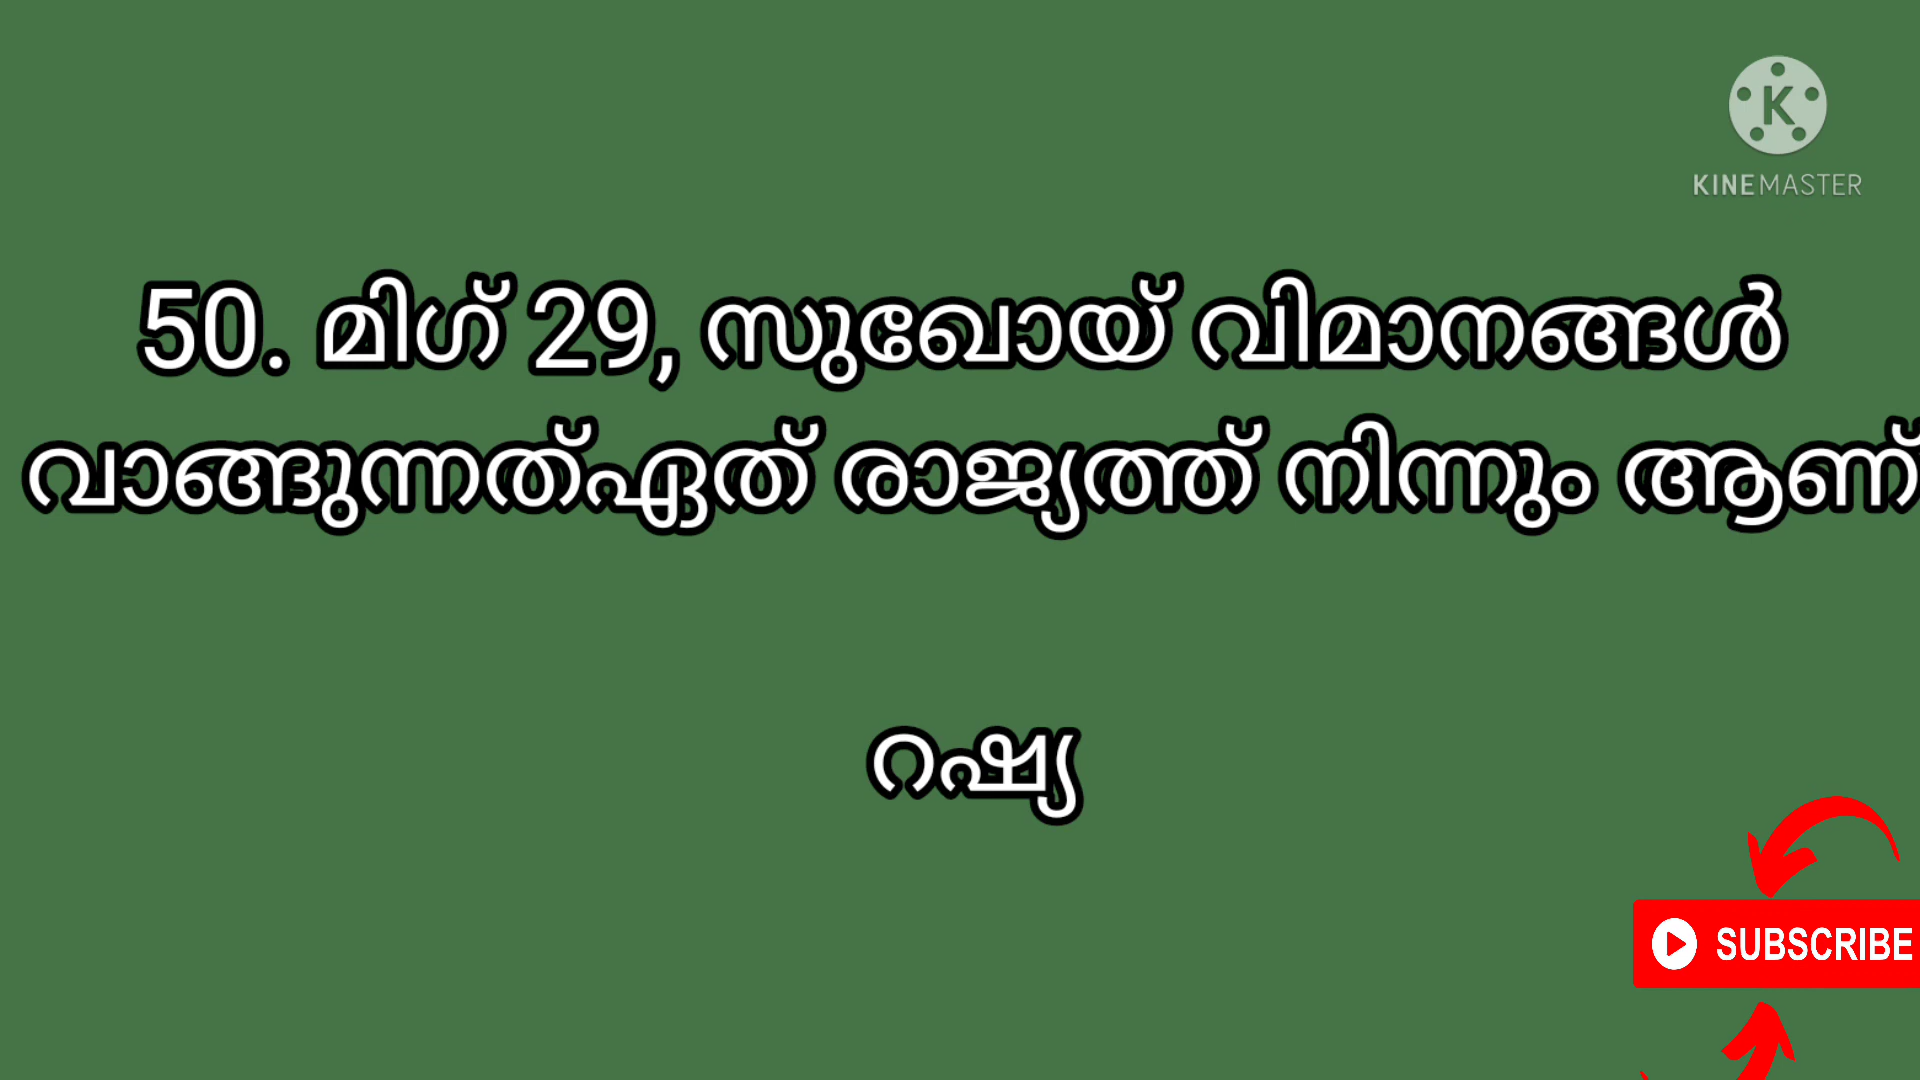 KINEMASTER
50. മിഗ് 29, സുഖോയ് വിമാനങ്ങൾ
വാങ്ങുന്നത്ഏത് രാജ്യത്ത് നിന്നും ആണ്
റഷ്യ
SUBSCRIBE